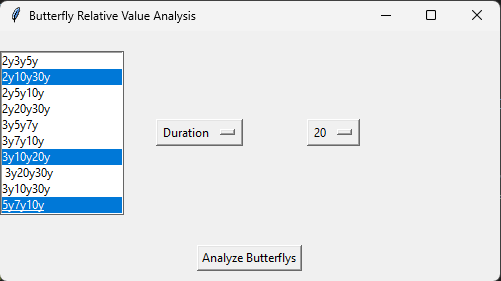 Butterfly Relative Value Analysis
2y3y5y
2y10y30y
2y5y10y
2y20y30y
3y5y7y
3y7y10y
3y10y20y
3y20y30y
3y10y30y
5y7y10y
Duration
20
Analyze Butterflys